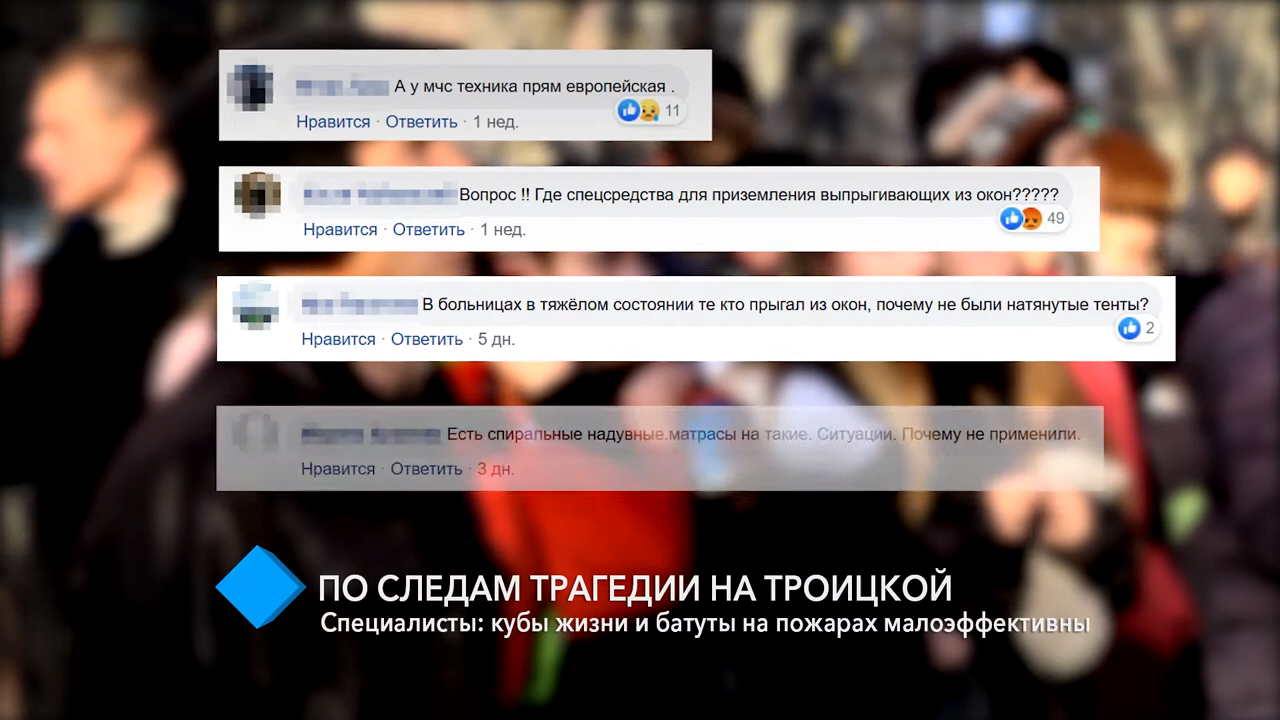 А у мчс техника прям европейская .
11
Нравится · Ответить · 1 нед.
Вопрос !! Где спецсредства для приземления выпрыгивающих из окон?????
49
Нравится · Ответить · 1 нед.
В больницах в тяжёлом состоянии те кто прыгал из окон, почему не были натянутые тенты?
2
Нравится · Ответить · 5 дн.
Есть спиральные надувные.матрасы на такие. Ситуации. Почему не применили.
Нравится · Ответить · 3 дн.
ПО СЛЕДАМ ТРАГЕДИИ НА ТРОИЦКОЙ
Специалисты: кубы жизни и батуты на пожарах малоэффективны